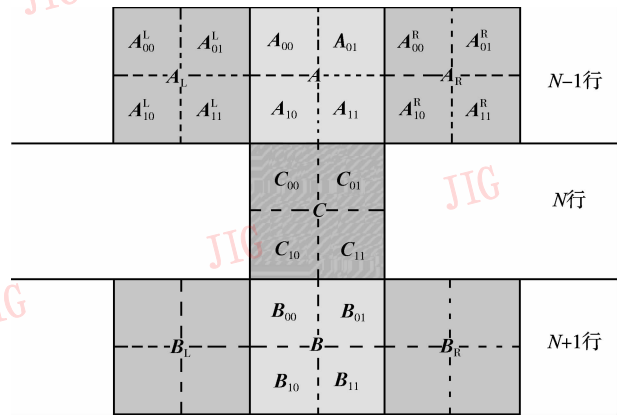 JIG
A^L_00 A^L_01 A_00 A_01 A^R_00 A^R_01
A_L A A_R N−1行
A^L_10 A^L_11 A_10 A_11 A^R_10 A^R_11
C_00 C_01 JIG
C N行
JIG C_10 C_11
JIG B_00 B_01
B_L B B_R N+1行
B_10 B_11